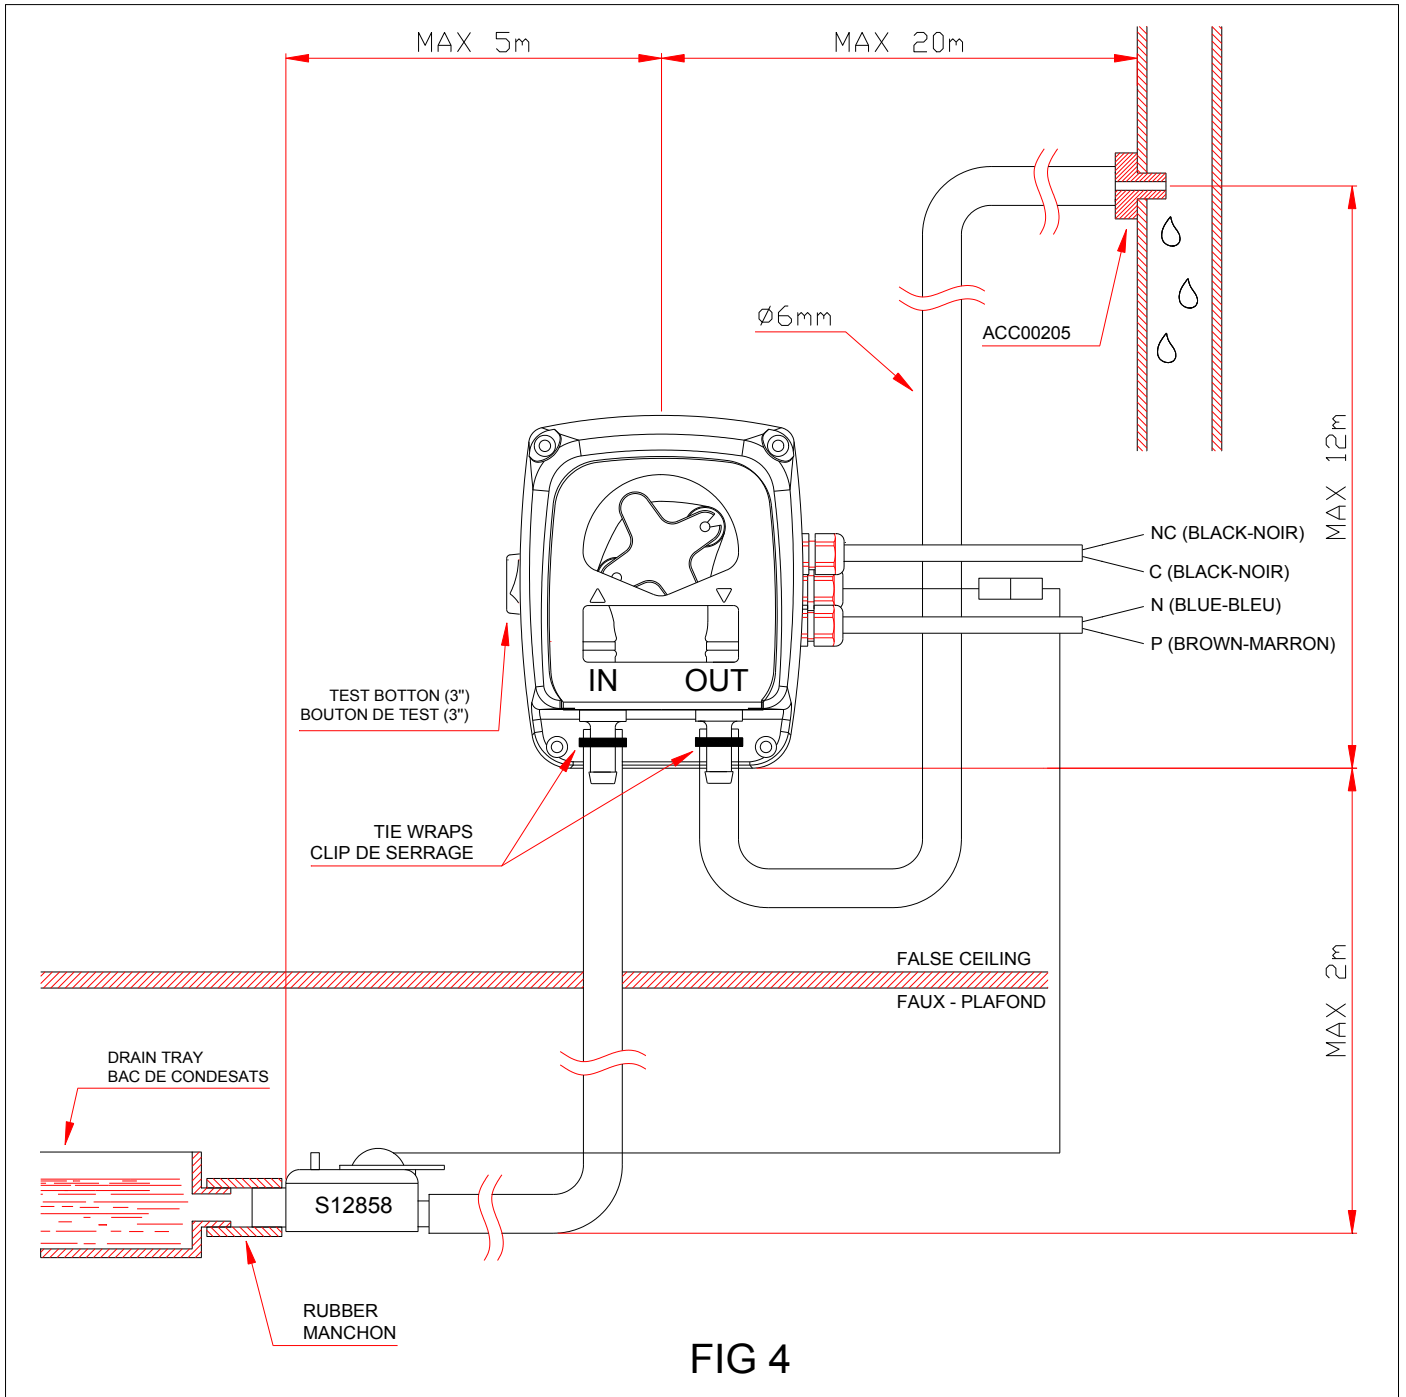 MAX 5m
MAX 20m
Ø6mm
ACC00205
MAX 12m
NC (BLACK-NOIR)
C (BLACK-NOIR)
N (BLUE-BLEU)
P (BROWN-MARRON)
IN
OUT
TEST BOTTON (3")
BOUTON DE TEST (3")
TIE WRAPS
CLIP DE SERRAGE
FALSE CEILING
FAUX - PLAFOND
MAX 2m
DRAIN TRAY
BAC DE CONDESATS
S12858
RUBBER
MANCHON
FIG 4